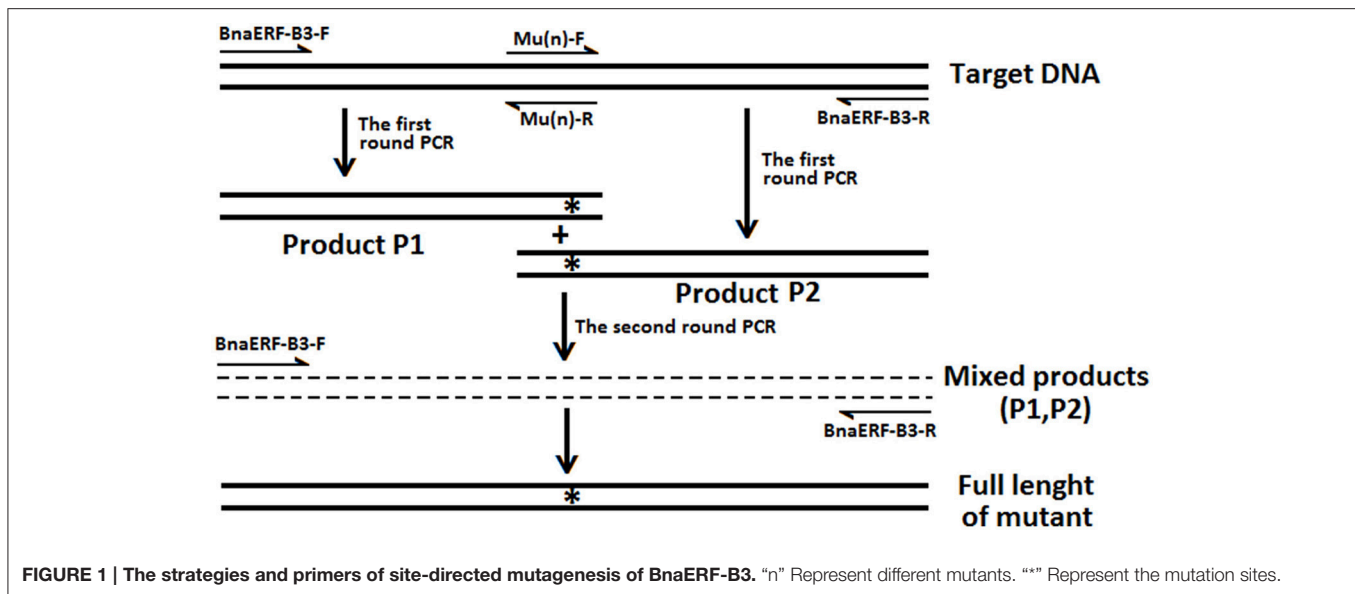 BnaERF-B3-F
Mu(n)-F
Target DNA
Mu(n)-R
BnaERF-B3-R
The first
round PCR
The first
round PCR
*
Product P1
+
*
Product P2
The second round PCR
BnaERF-B3-F
Mixed products
(P1,P2)
BnaERF-B3-R
Full lenght
of mutant
*
FIGURE 1 | The strategies and primers of site-directed mutagenesis of BnaERF-B3. “n” Represent different mutants. “*” Represent the mutation sites.